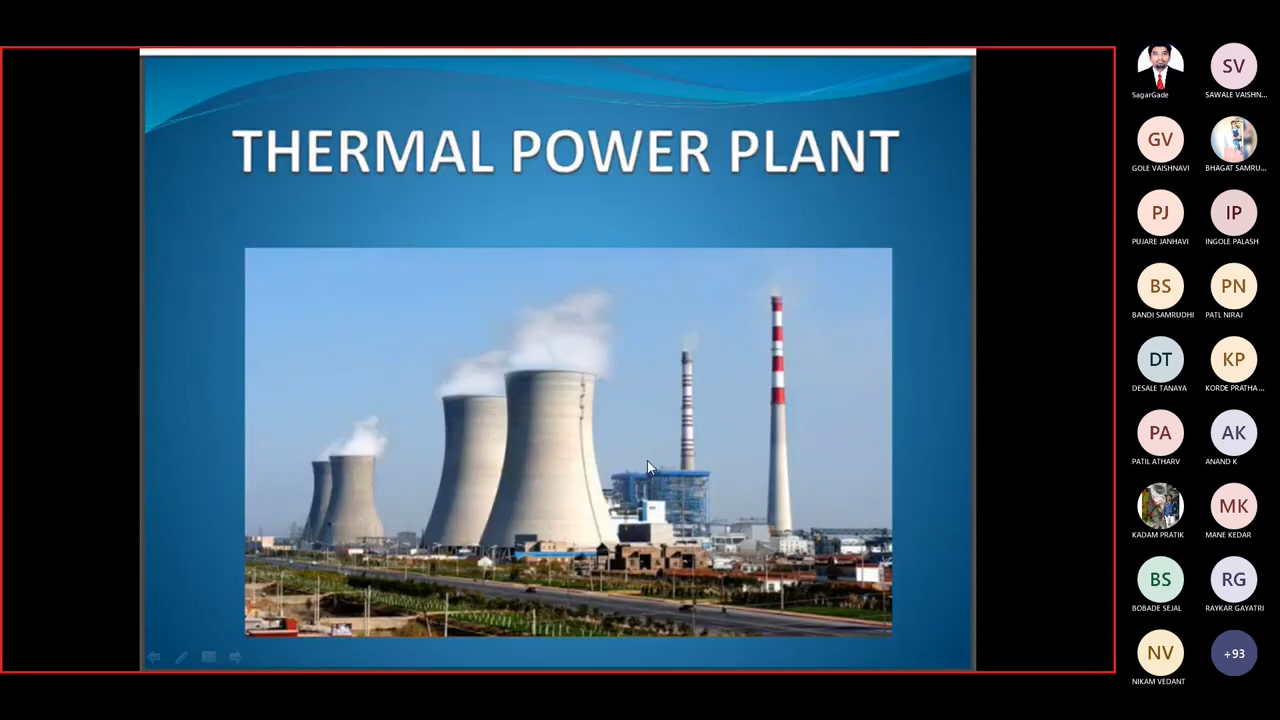 THERMAL POWER PLANT
SagarGade
SV
SAWALE VAISHN...
GV
GOLE VAISHNAVI
BHAGAT SAMRU...
PJ
PUJARE JANHAVI
IP
INGOLE PALASH
BS
BANDI SAMRUDHI
PN
PATL NIRAJ
DT
DESALE TANAYA
KP
KORDE PRATHA...
PA
PATIL ATHARV
AK
ANAND K
KADAM PRATIK
MK
MANE KEDAR
BS
BOBADE SEJAL
RG
RAYKAR GAYATRI
NV
NIKAM VEDANT
+93